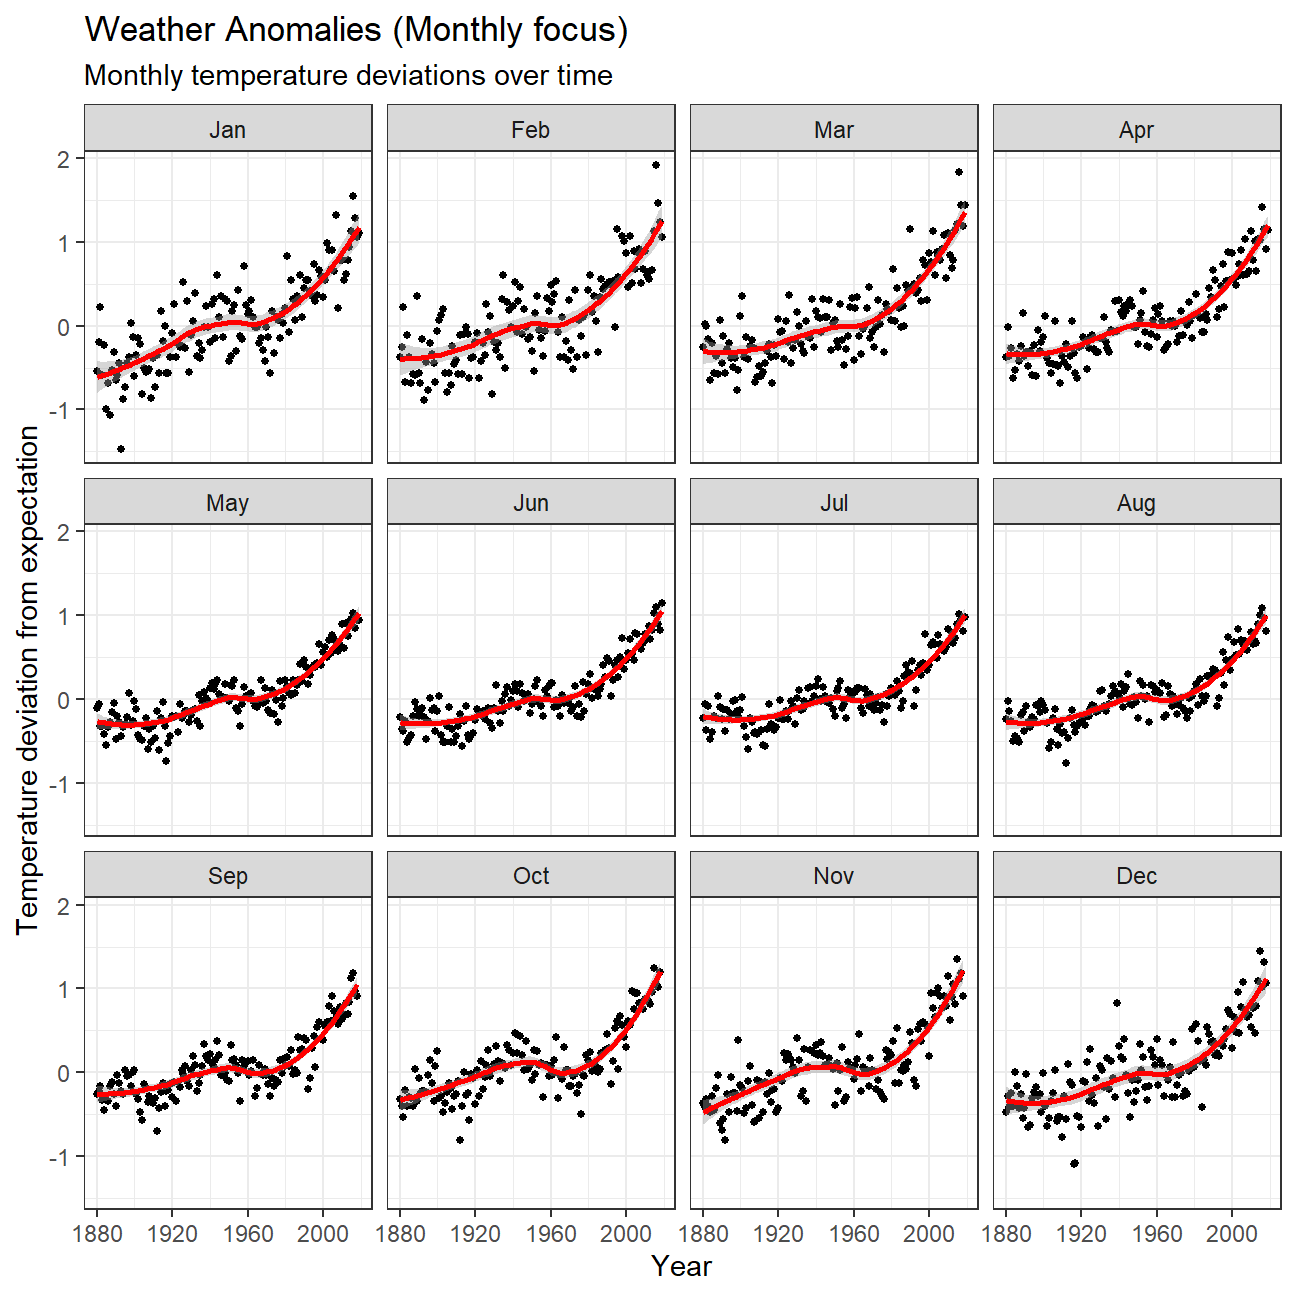 Weather Anomalies (Monthly focus)
Monthly temperature deviations over time
Temperature deviation from expectation
Jan
Feb
Mar
Apr
2
1
0
-1
May
Jun
Jul
Aug
2
1
0
-1
Sep
Oct
Nov
Dec
2
1
0
-1
1880 1920 1960 2000
1880 1920 1960 2000
1880 1920 1960 2000
1880 1920 1960 2000
Year